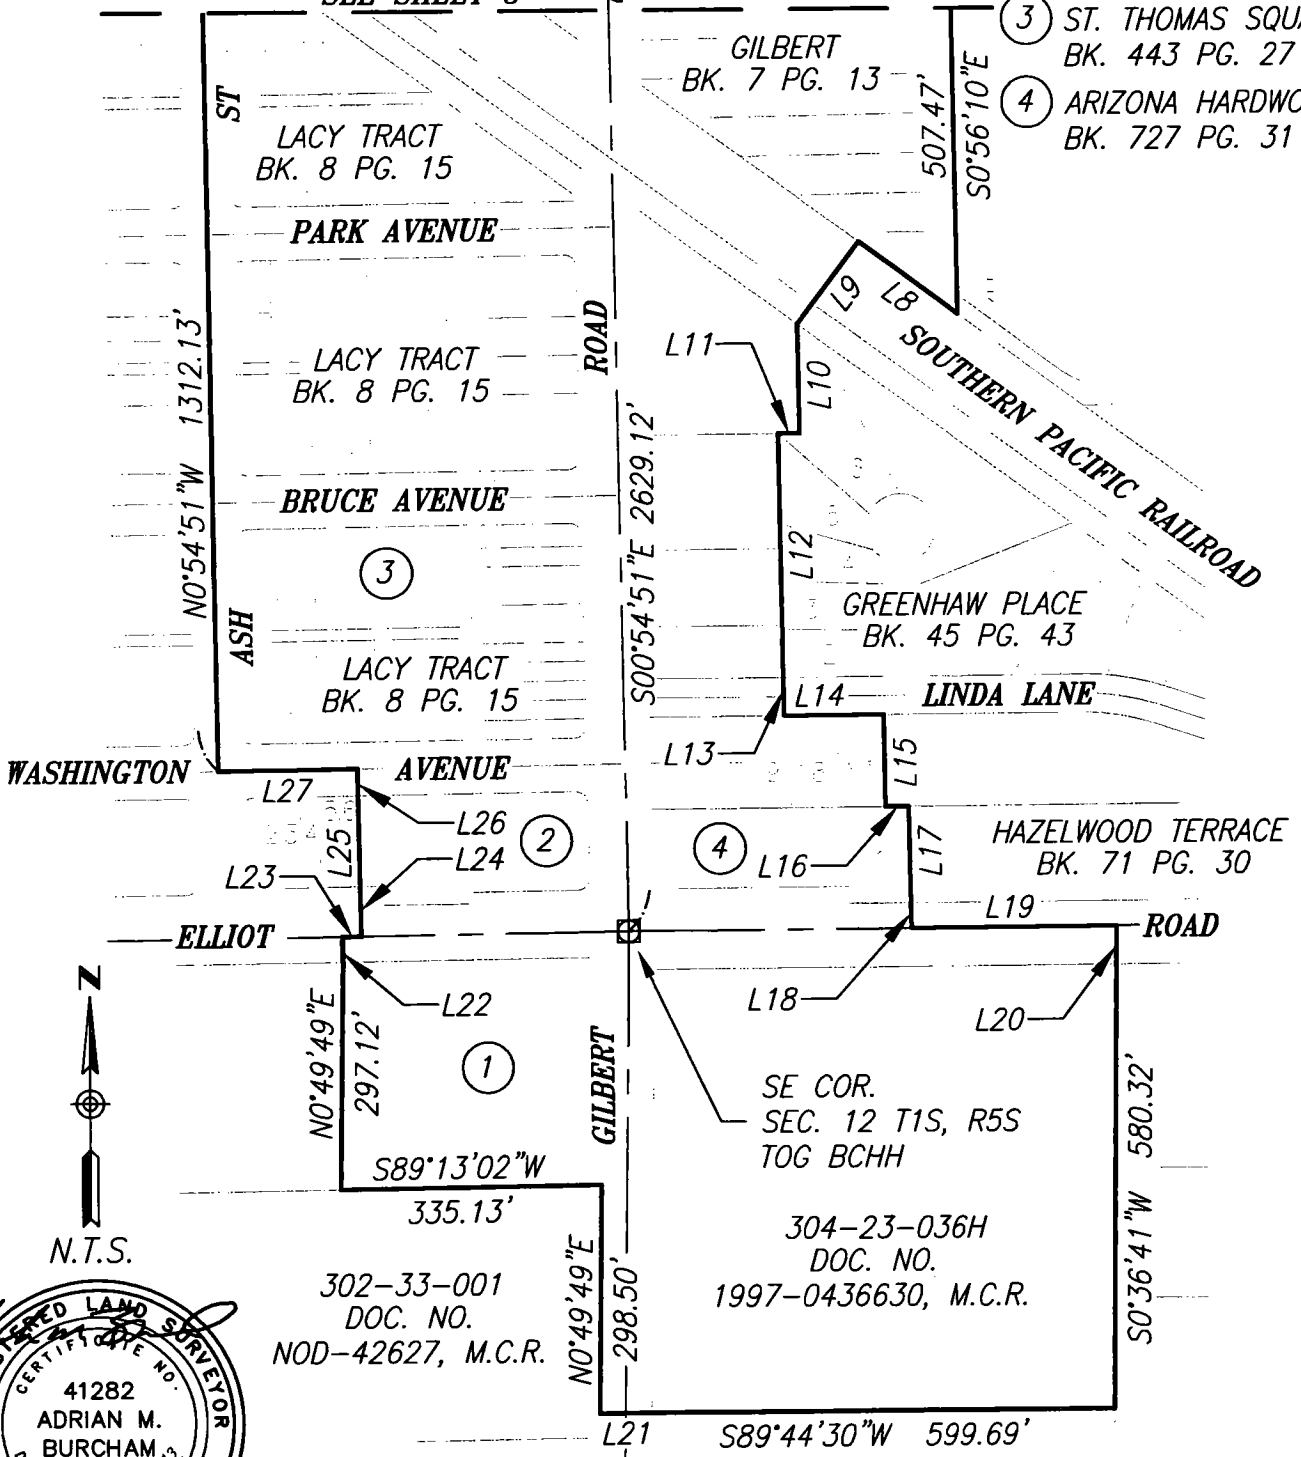 SEE SHEET
3 ST. THOMAS
BK. 443 PG. 27
4 ARIZONA
BK. 727 PG. 31
GILBERT
BK. 7 PG. 13
507.47'
S0°56'10"E
ST
LACY TRACT
BK. 8 PG. 15
PARK AVENUE
ROAD
L9
L8
SOUTHERN PACIFIC RAILROAD
L11
L10
N0°54'51"W 1312.13'
LACY TRACT
BK. 8 PG. 15
S00°54'51"E 2629.12'
BRUCE AVENUE
3
L12
ASH
GREENHAW PLACE
BK. 45 PG. 43
LACY TRACT
BK. 8 PG. 15
L14
LINDA LANE
L13
L15
WASHINGTON AVENUE
L27
L26
L25
L24
2
4
L16
L17
HAZELWOOD TERRACE
BK. 71 PG. 30
L23
L19
ELLIOT
ROAD
L22
L18
L20
N
N0°49'49"E
297.12'
1
GILBERT
SE COR.
SEC. 12 T1S, R5S
TOG BCHH
S0°36'41"W 580.32'
S89°13'02"W
335.13'
N.T.S.
302-33-001
DOC. NO.
NOD-42627, M.C.R.
N0°49'49"E
298.50'
304-23-036H
DOC. NO.
1997-0436630, M.C.R.
L21
S89°44'30"W 599.69'
LAND SURVEYOR
CERTIFICATE NO.
41282
ADRIAN M.
BURCHAM